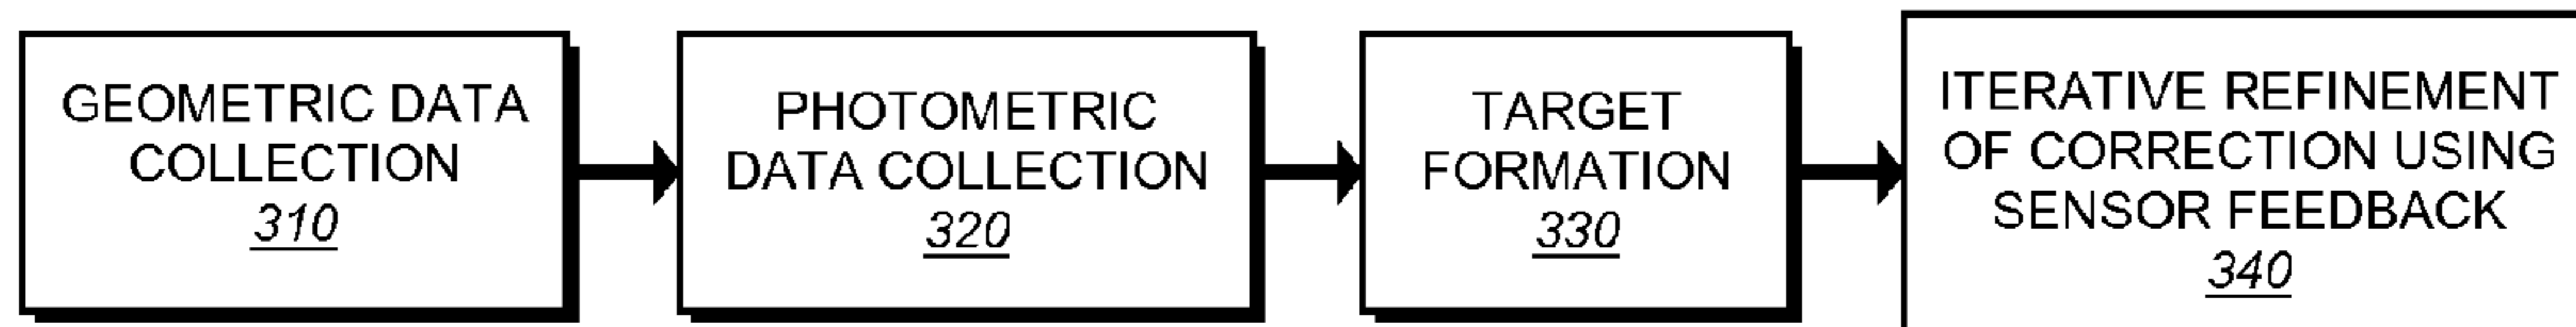 GEOMETRIC DATA
COLLECTION
310
PHOTOMETRIC
DATA COLLECTION
320
TARGET
FORMATION
330
ITERATIVE REFINEMENT
OF CORRECTION USING
SENSOR FEEDBACK
340